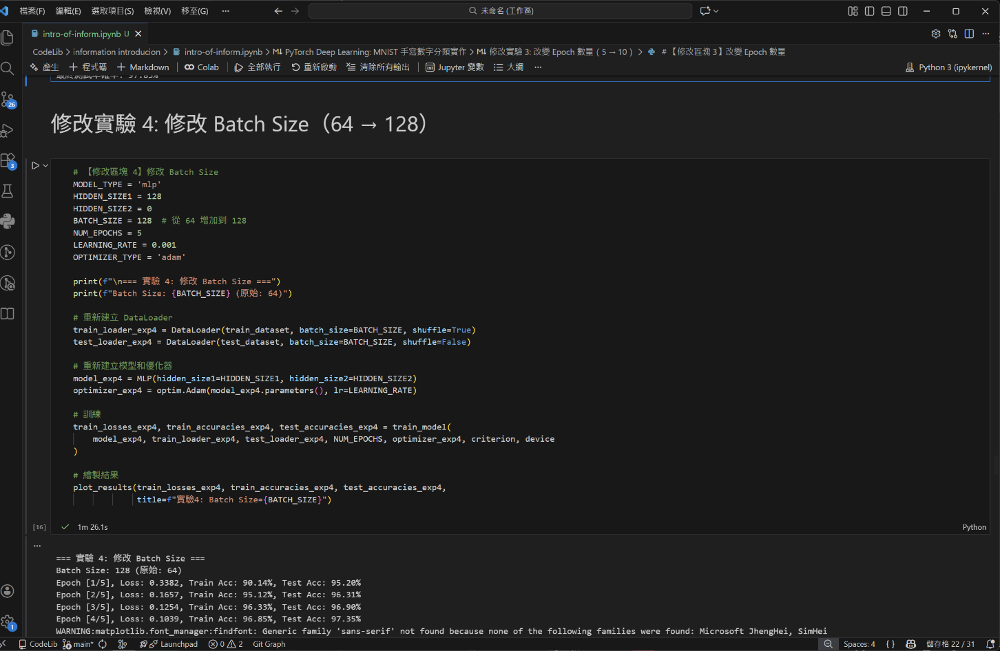 檔案(F) 編輯(E) 選取項目(S) 檢視(V) 移至(G) ··· 未命名 (工作區)
intro-of-inform.ipynb U
CodeLib > information introducion > intro-of-inform.ipynb > M↓ PyTorch Deep Learning: MNIST 手寫數字分類實作 > M↓ 修改實驗 3: 改變 Epoch 數量 ( 5 → 10 ) > # 【修改區塊 3】改變 Epoch 數量
產生 + 程式碼 + Markdown Colab 全部執行 重新啟動 清除所有輸出 Jupyter 變數 大綱 ··· Python 3 (ipykernel)
最終測試準確率: 97.83%
修改實驗 4: 修改 Batch Size（64 → 128）
# 【修改區塊 4】修改 Batch Size
MODEL_TYPE = 'mlp'
HIDDEN_SIZE1 = 128
HIDDEN_SIZE2 = 0
BATCH_SIZE = 128  # 從 64 增加到 128
NUM_EPOCHS = 5
LEARNING_RATE = 0.001
OPTIMIZER_TYPE = 'adam'
print(f"\n=== 實驗 4: 修改 Batch Size ===")
print(f"Batch Size: {BATCH_SIZE} (原始: 64)")
# 重新建立 DataLoader
train_loader_exp4 = DataLoader(train_dataset, batch_size=BATCH_SIZE, shuffle=True)
test_loader_exp4 = DataLoader(test_dataset, batch_size=BATCH_SIZE, shuffle=False)
# 重新建立模型和優化器
model_exp4 = MLP(hidden_size1=HIDDEN_SIZE1, hidden_size2=HIDDEN_SIZE2)
optimizer_exp4 = optim.Adam(model_exp4.parameters(), lr=LEARNING_RATE)
# 訓練
train_losses_exp4, train_accuracies_exp4, test_accuracies_exp4 = train_model(
    model_exp4, train_loader_exp4, test_loader_exp4, NUM_EPOCHS, optimizer_exp4, criterion, device
)
# 繪製結果
plot_results(train_losses_exp4, train_accuracies_exp4, test_accuracies_exp4,
             title=f"實驗4: Batch Size={BATCH_SIZE}")
[16] 1m 26.1s Python
···
=== 實驗 4: 修改 Batch Size ===
Batch Size: 128 (原始: 64)
Epoch [1/5], Loss: 0.3382, Train Acc: 90.14%, Test Acc: 95.20%
Epoch [2/5], Loss: 0.1657, Train Acc: 95.12%, Test Acc: 96.31%
Epoch [3/5], Loss: 0.1254, Train Acc: 96.33%, Test Acc: 96.90%
Epoch [4/5], Loss: 0.1039, Train Acc: 96.85%, Test Acc: 97.35%
WARNING:matplotlib.font_manager:findfont: Generic family 'sans-serif' not found because none of the following families were found: Microsoft JhengHei, SimHei
26
3
1
CodeLib main* Launchpad 0 2 Git Graph Spaces: 4 { } 儲存格 22 / 31